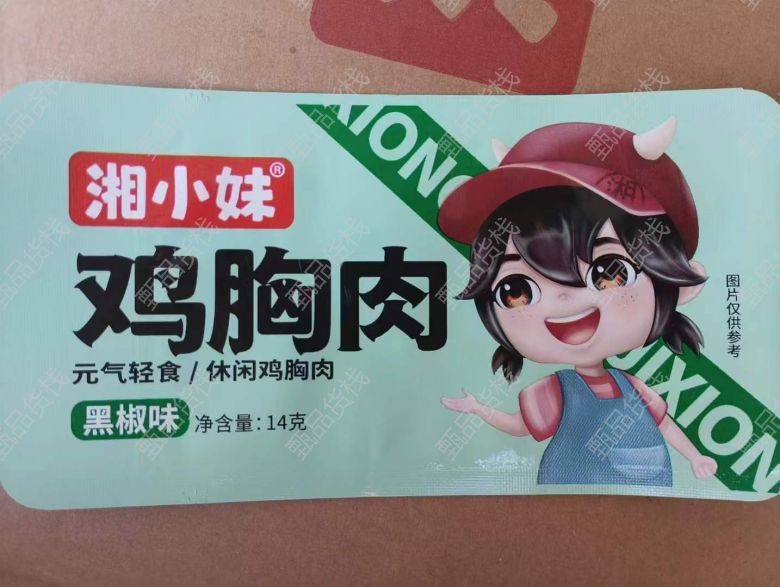 湘小妹®
鸡胸肉
元气轻食 / 休闲鸡胸肉
黑椒味 净含量：14克
图片仅供参考
XIONG
JIXION
湘
甄品货栈